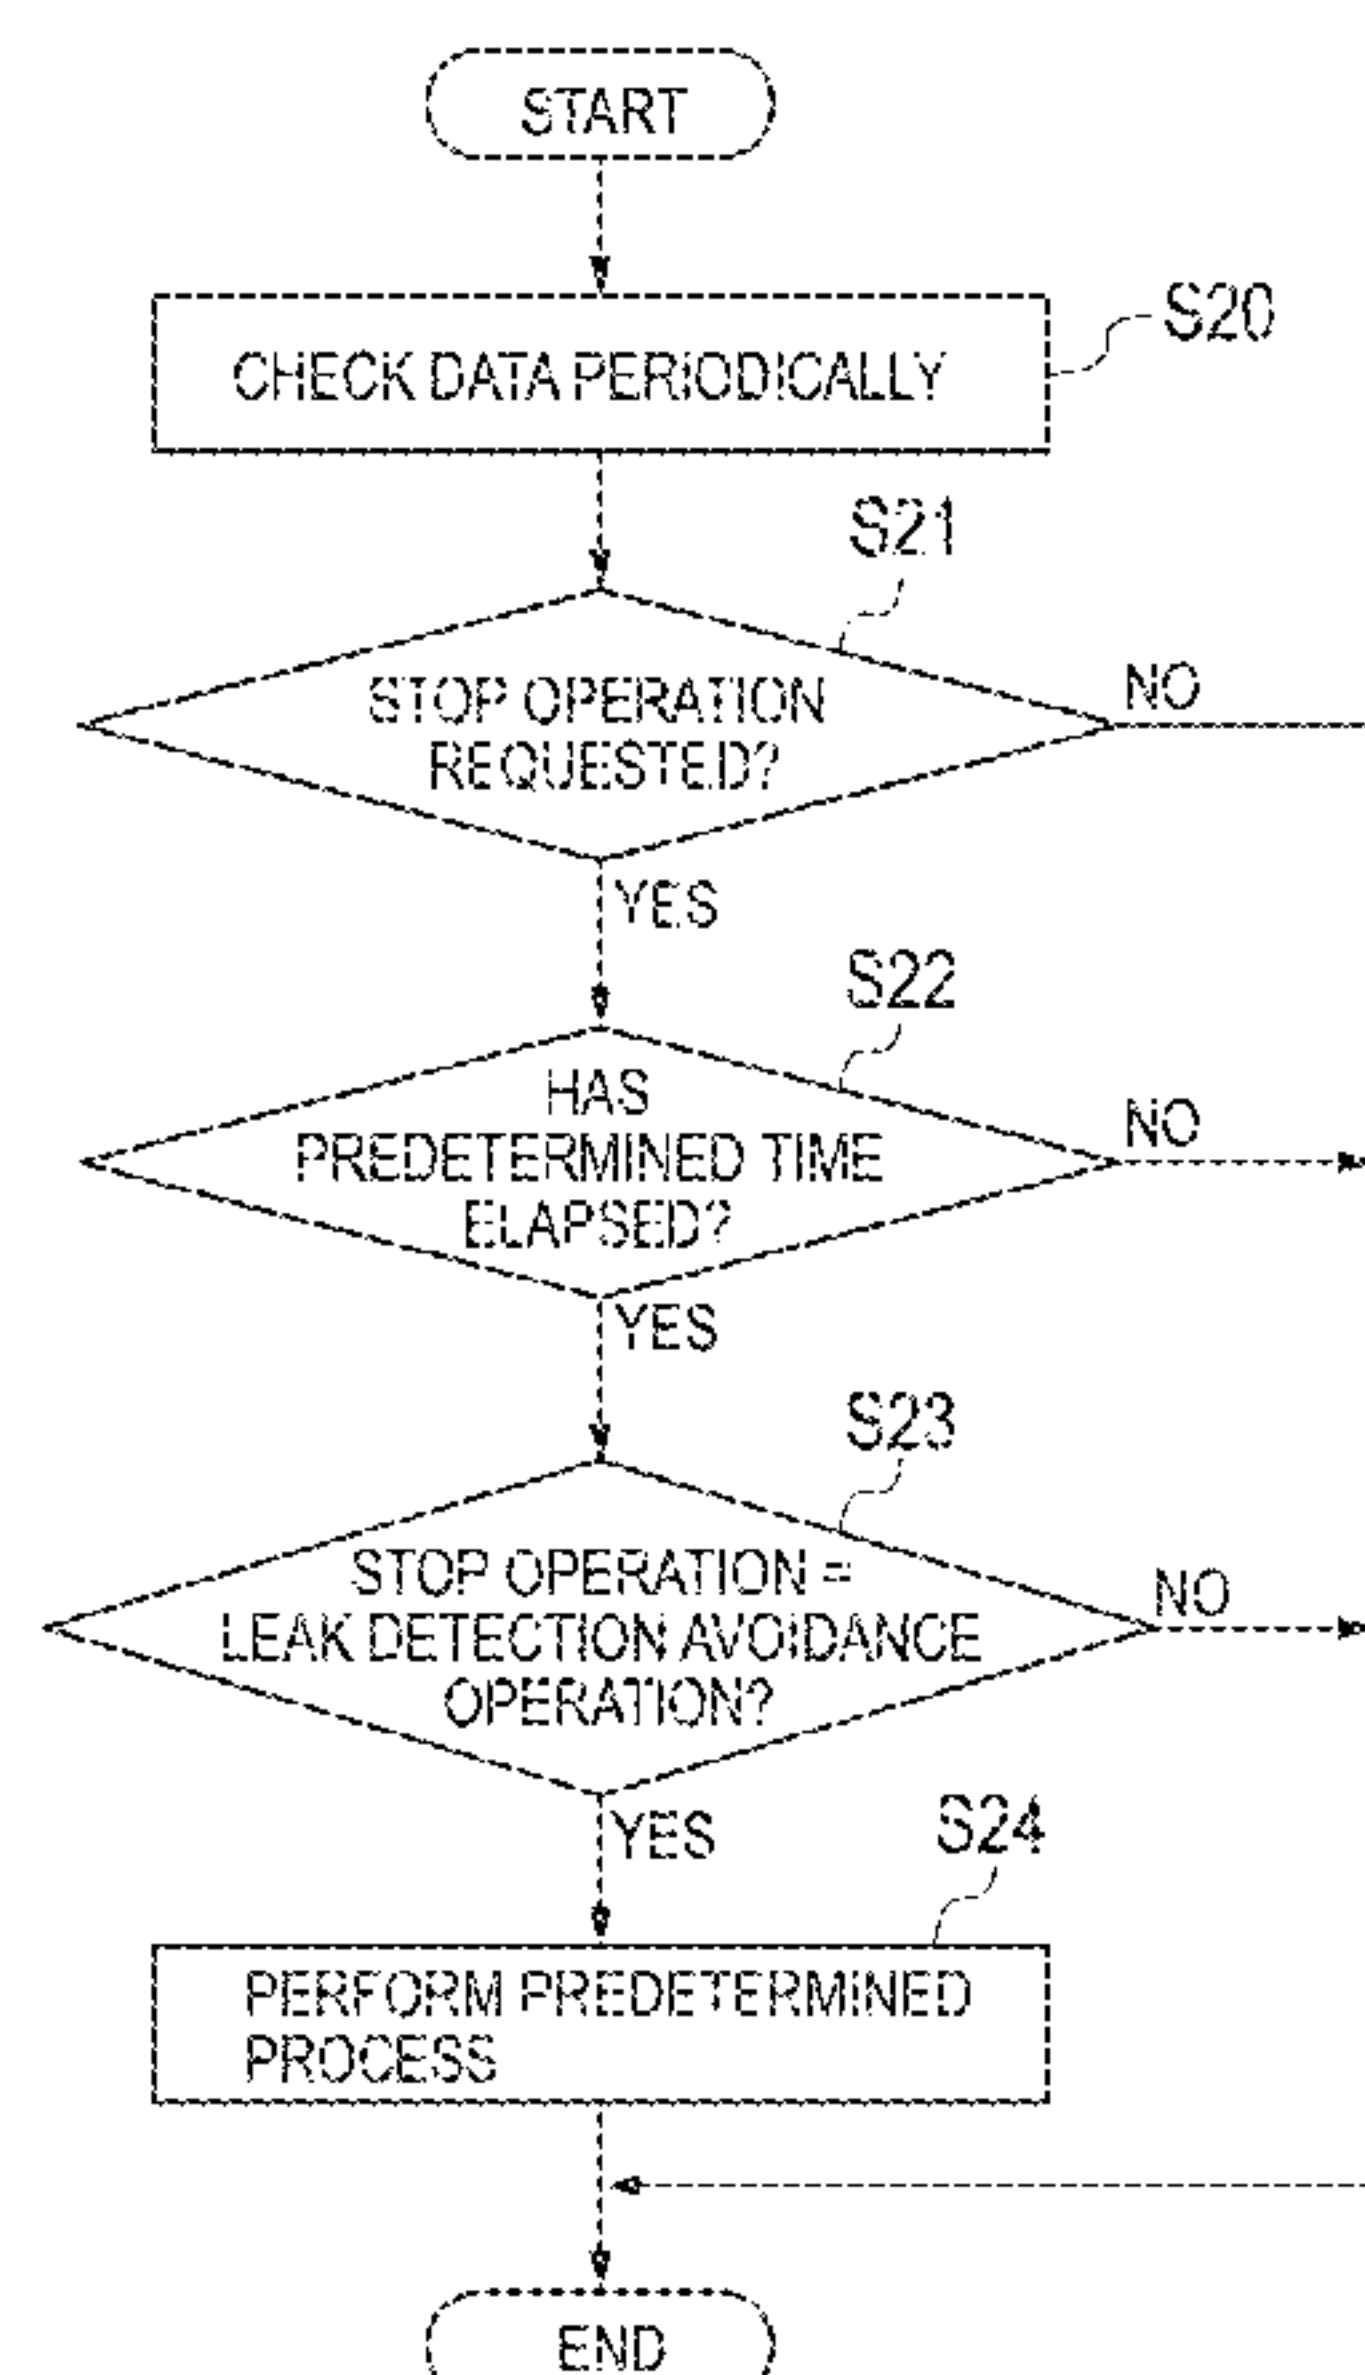 START
S20
CHECK DATA PERIODICALLY
S21
STOP OPERATION
REQUESTED?
NO
YES
S22
HAS
PREDETERMINED TIME
ELAPSED?
NO
YES
S23
STOP OPERATION =
LEAK DETECTION AVOIDANCE
OPERATION?
NO
YES
S24
PERFORM PREDETERMINED
PROCESS
END